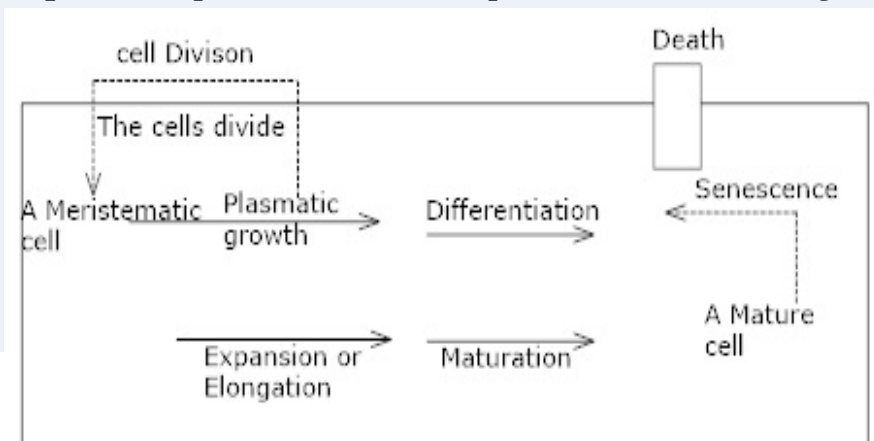 cell Divison
Death
The cells divide
A Meristematic
cell
Plasmatic
growth
Differentiation
Senescence
Expansion or
Elongation
Maturation
A Mature
cell